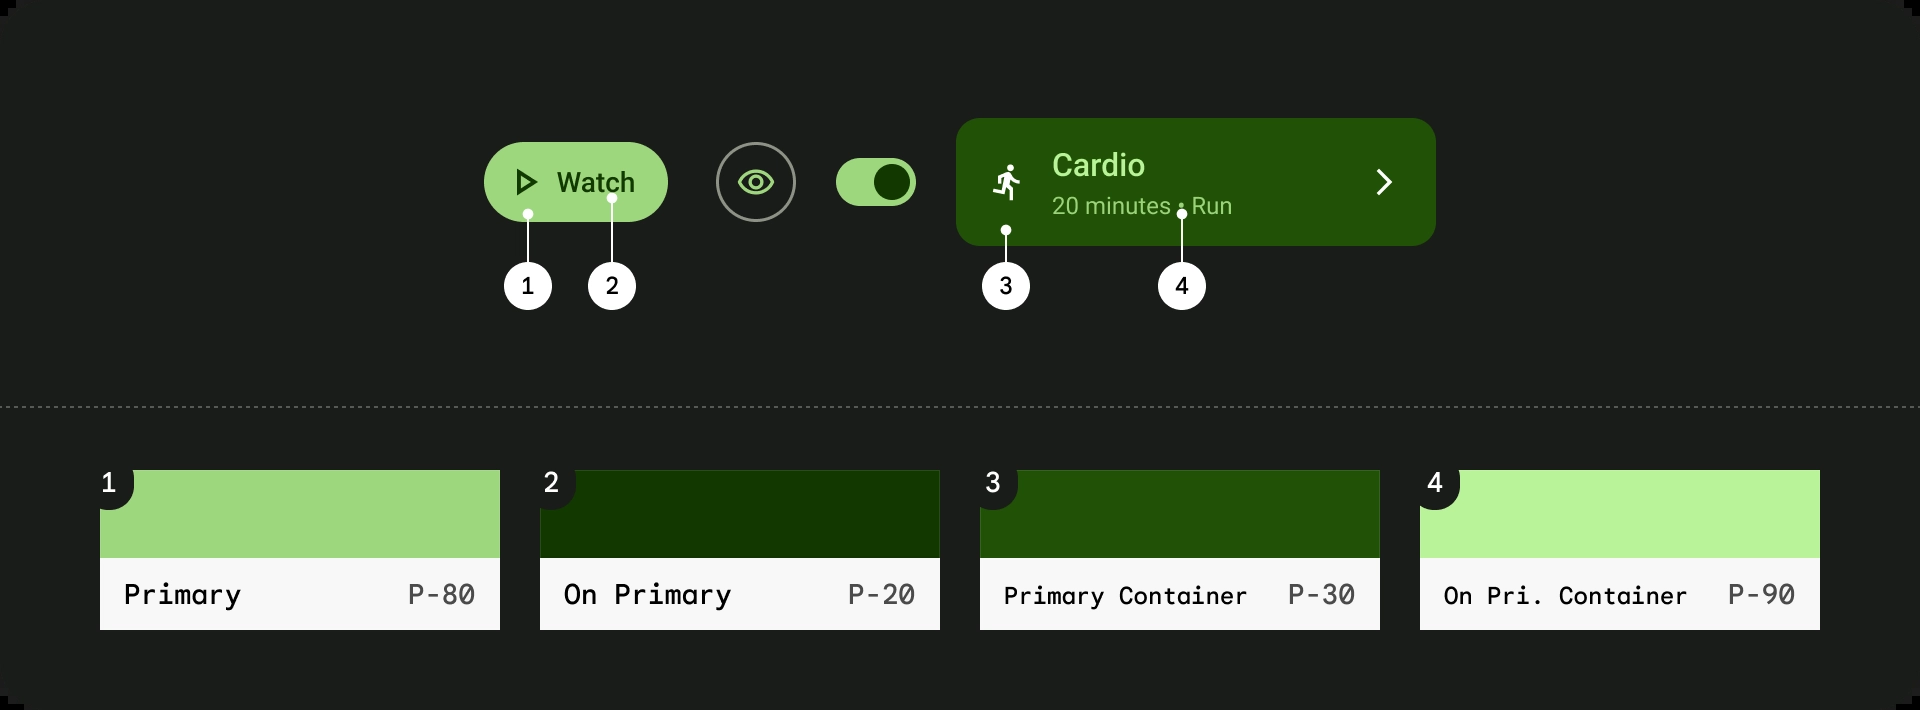 Watch
Cardio
20 minutes · Run
1
2
3
4
1
2
3
4
Primary P-80
On Primary P-20
Primary Container P-30
On Pri. Container P-90